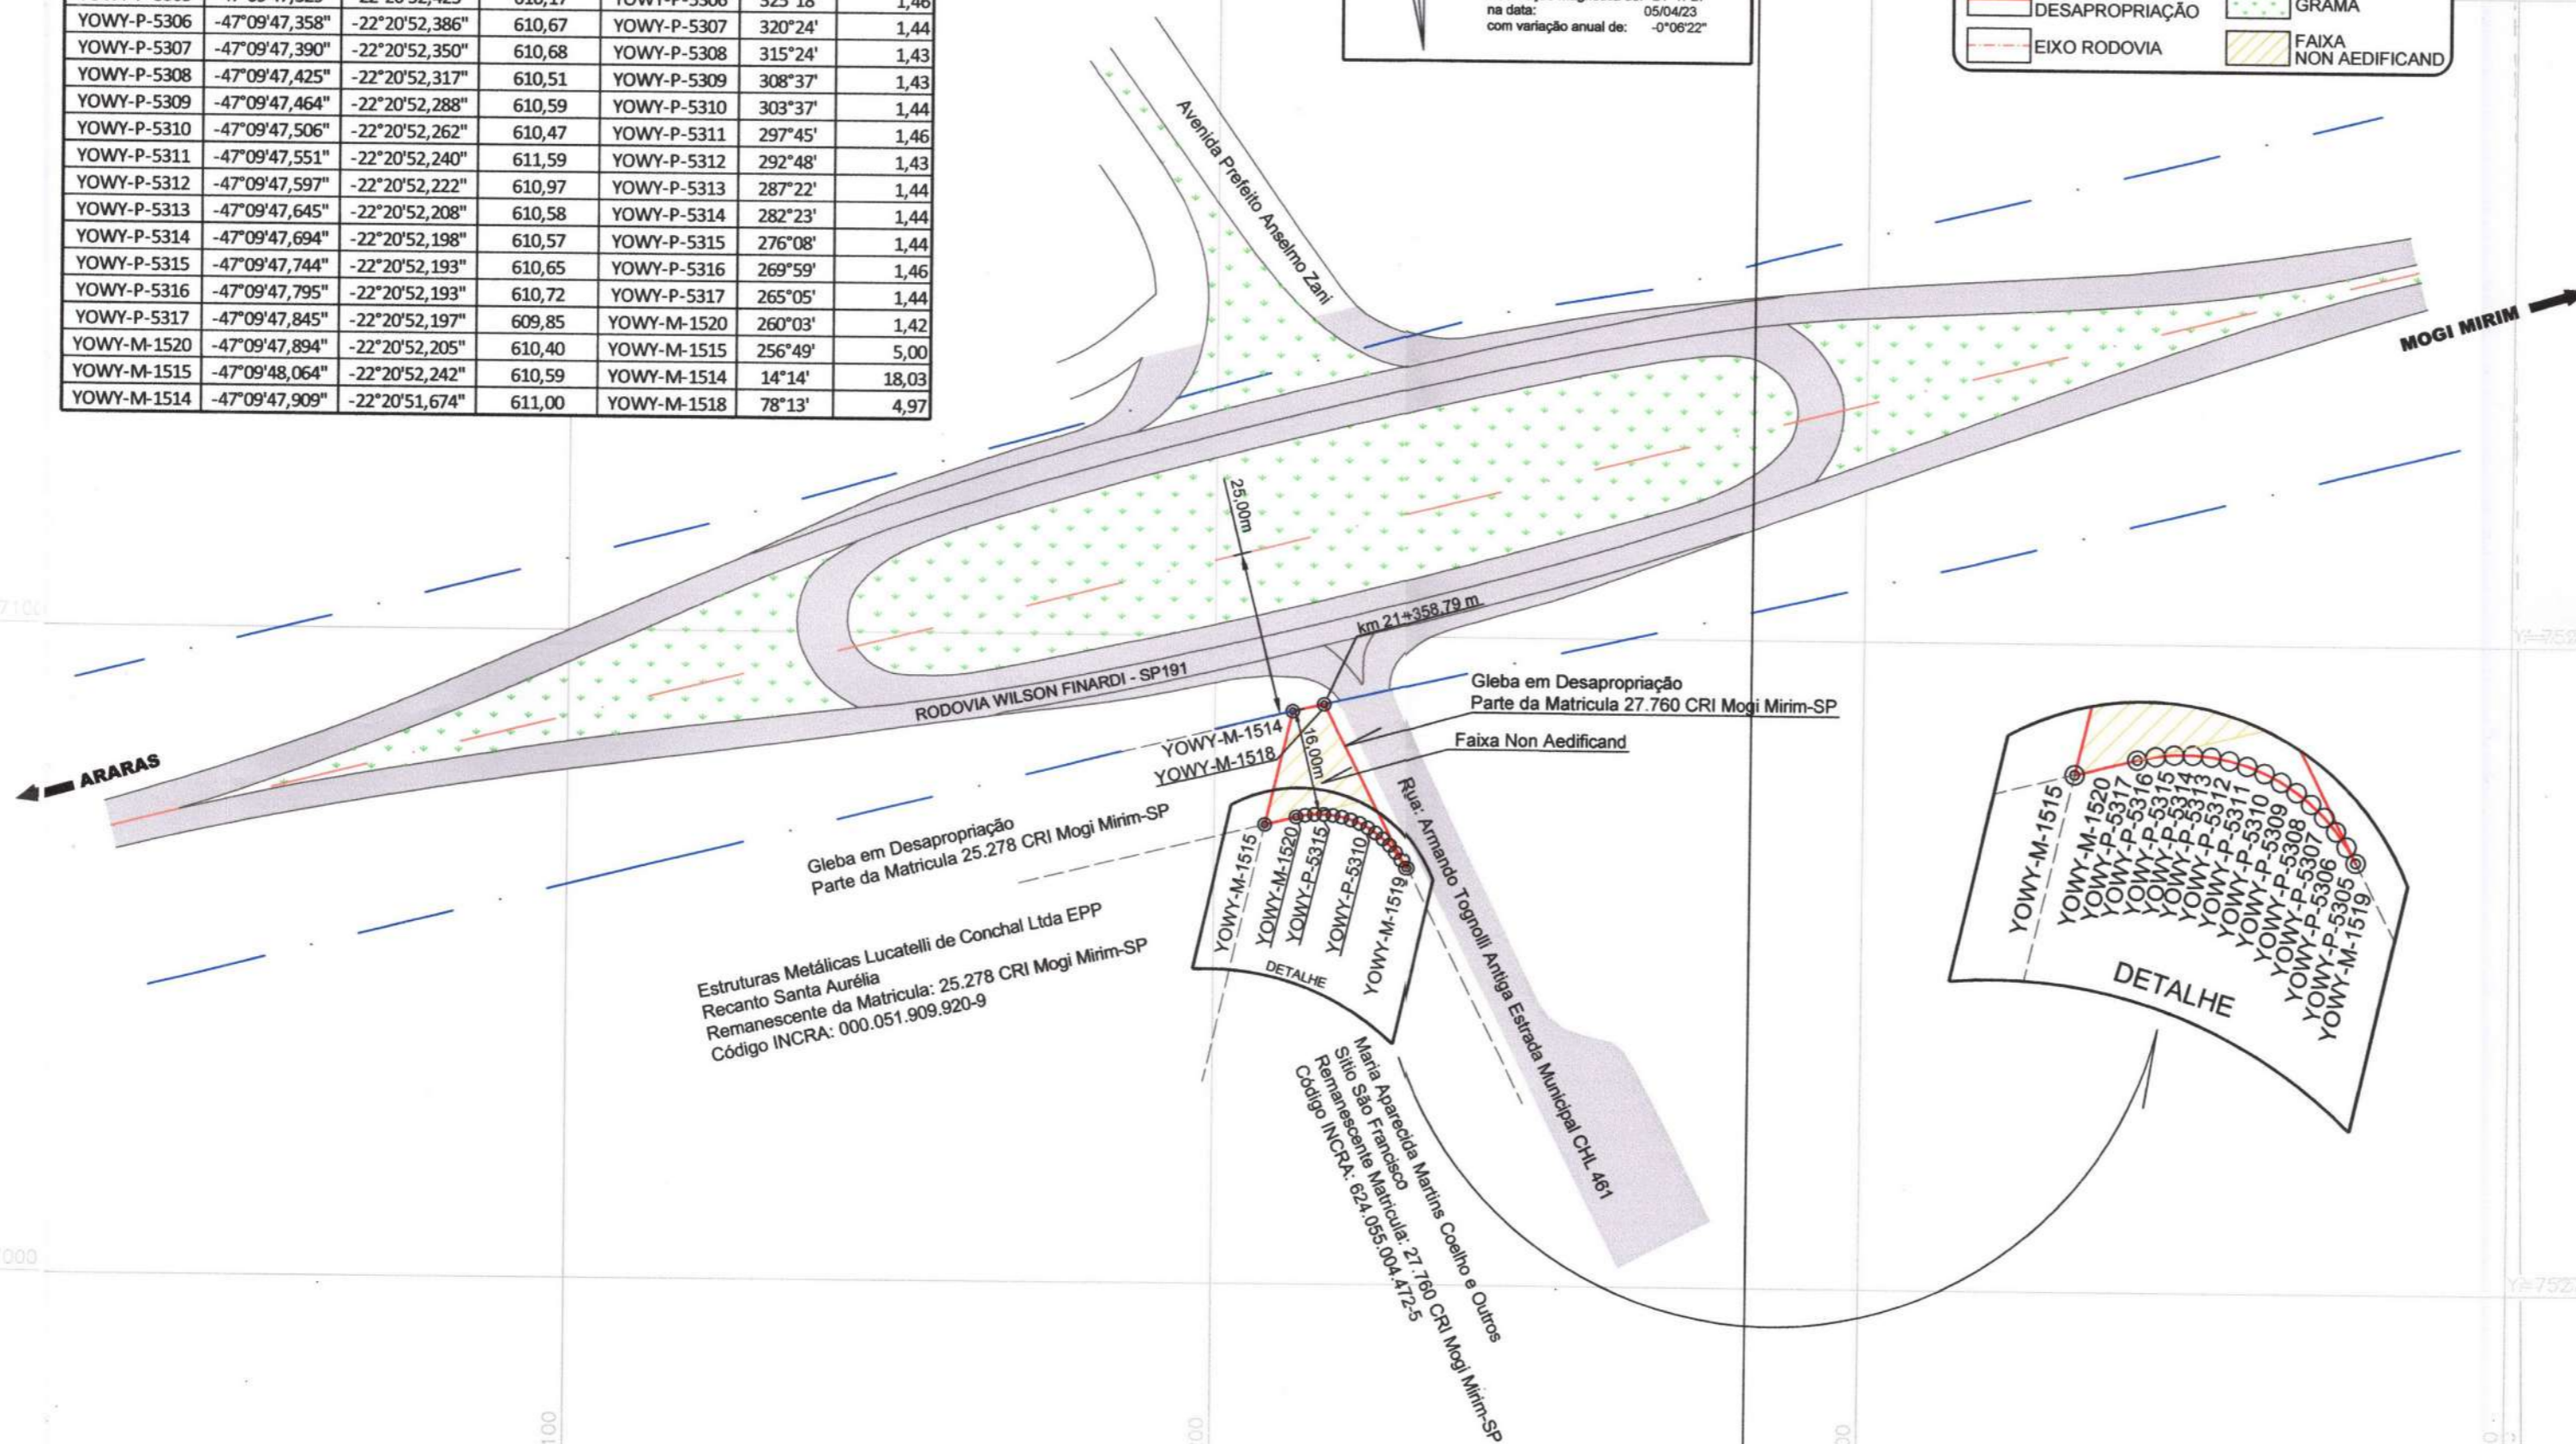 YOWY-P-5306 -47°09'47,358" -22°20'52,386" 610,67 YOWY-P-5307 320°24' 1,44
YOWY-P-5307 -47°09'47,390" -22°20'52,350" 610,68 YOWY-P-5308 315°24' 1,43
YOWY-P-5308 -47°09'47,425" -22°20'52,317" 610,51 YOWY-P-5309 308°37' 1,43
YOWY-P-5309 -47°09'47,464" -22°20'52,288" 610,59 YOWY-P-5310 303°37' 1,44
YOWY-P-5310 -47°09'47,506" -22°20'52,262" 610,47 YOWY-P-5311 297°45' 1,46
YOWY-P-5311 -47°09'47,551" -22°20'52,240" 611,59 YOWY-P-5312 292°48' 1,43
YOWY-P-5312 -47°09'47,597" -22°20'52,222" 610,97 YOWY-P-5313 287°22' 1,44
YOWY-P-5313 -47°09'47,645" -22°20'52,208" 610,58 YOWY-P-5314 282°23' 1,44
YOWY-P-5314 -47°09'47,694" -22°20'52,198" 610,57 YOWY-P-5315 276°08' 1,44
YOWY-P-5315 -47°09'47,744" -22°20'52,193" 610,65 YOWY-P-5316 269°59' 1,46
YOWY-P-5316 -47°09'47,795" -22°20'52,193" 610,72 YOWY-P-5317 265°05' 1,44
YOWY-P-5317 -47°09'47,845" -22°20'52,197" 609,85 YOWY-M-1520 260°03' 1,42
YOWY-M-1520 -47°09'47,894" -22°20'52,205" 610,40 YOWY-M-1515 256°49' 5,00
YOWY-M-1515 -47°09'48,064" -22°20'52,242" 610,59 YOWY-M-1514 14°14' 18,03
YOWY-M-1514 -47°09'47,909" -22°20'51,674" 611,00 YOWY-M-1518 78°13' 4,97
na data: 05/04/23
com variação anual de: -0°06'22"
DESAPROPRIAÇÃO
GRAMA
EIXO RODOVIA
FAIXA
NON AEDIFICAND
Avenida Prefeito Anselmo Zani
MOGI MIRIM
25,00m
km 21+358.79 m
RODOVIA WILSON FINARDI - SP191
ARARAS
Gleba em Desapropriação
Parte da Matricula 27.760 CRI Mogi Mirim-SP
Faixa Non Aedificand
YOWY-M-1514
YOWY-M-1518
16,00m
Gleba em Desapropriação
Parte da Matricula 25.278 CRI Mogi Mirim-SP
Estruturas Metálicas Lucatelli de Conchal Ltda EPP
Recanto Santa Aurélia
Remanescente da Matricula: 25.278 CRI Mogi Mirim-SP
Código INCRA: 000.051.909.920-9
YOWY-M-1515
YOWY-M-1520
YOWY-P-5315
YOWY-P-5310
YOWY-M-1519
DETALHE
Rua: Armando Tognolli Antiga Estrada Municipal CHL 461
Maria Aparecida Martins Coelho e Outros
Sitio São Francisco
Remanescente Matricula: 27.760 CRI Mogi Mirim-SP
Código INCRA: 624.055.004.472-5
YOWY-M-1515
YOWY-M-1520
YOWY-P-5317
YOWY-P-5316
YOWY-P-5315
YOWY-P-5314
YOWY-P-5313
YOWY-P-5312
YOWY-P-5311
YOWY-P-5310
YOWY-P-5309
YOWY-P-5308
YOWY-P-5307
YOWY-P-5306
YOWY-P-5305
YOWY-M-1519
DETALHE